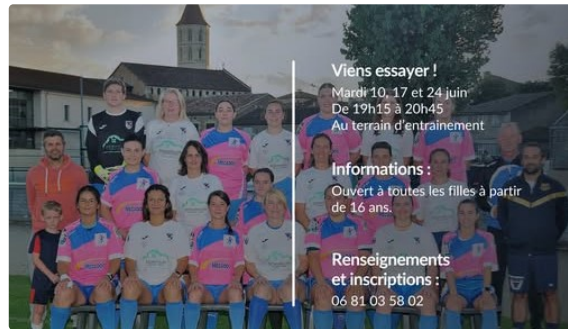 Viens essayer !
Mardi 10, 17 et 24 juin
De 19h15 à 20h45
Au terrain d'entrainement
Informations :
Ouvert à toutes les filles à partir
de 16 ans.
Renseignements
et inscriptions :
06 81 03 58 02